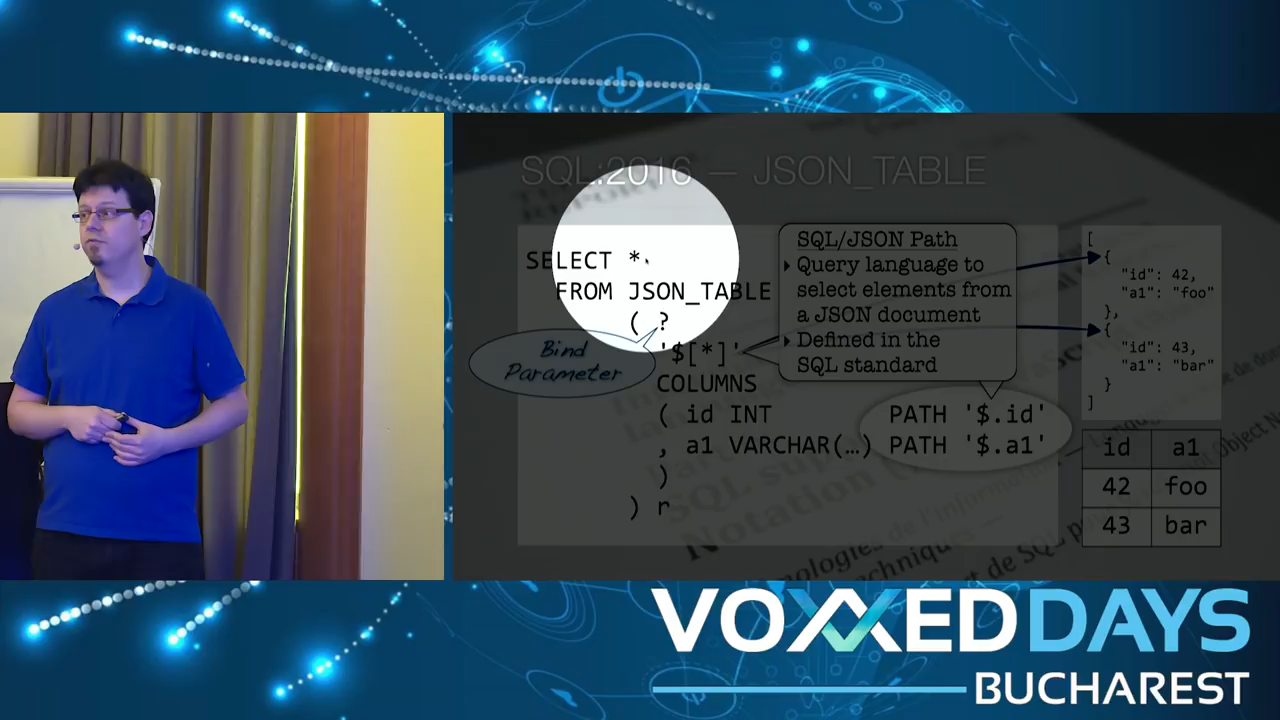 SQL:2016 — JSON_TABLE
SELECT *
FROM JSON_TABLE
( ?
'$[*]'
COLUMNS
( id INT PATH '$.id'
, a1 VARCHAR(…) PATH '$.a1'
)
) r
Bind
Parameter
SQL/JSON Path
Query language to
select elements from
a JSON document
Defined in the
SQL standard
[
{
"id": 42,
"a1": "foo"
},
{
"id": 43,
"a1": "bar"
}
]
id a1
42 foo
43 bar
VOXXED DAYS
BUCHAREST